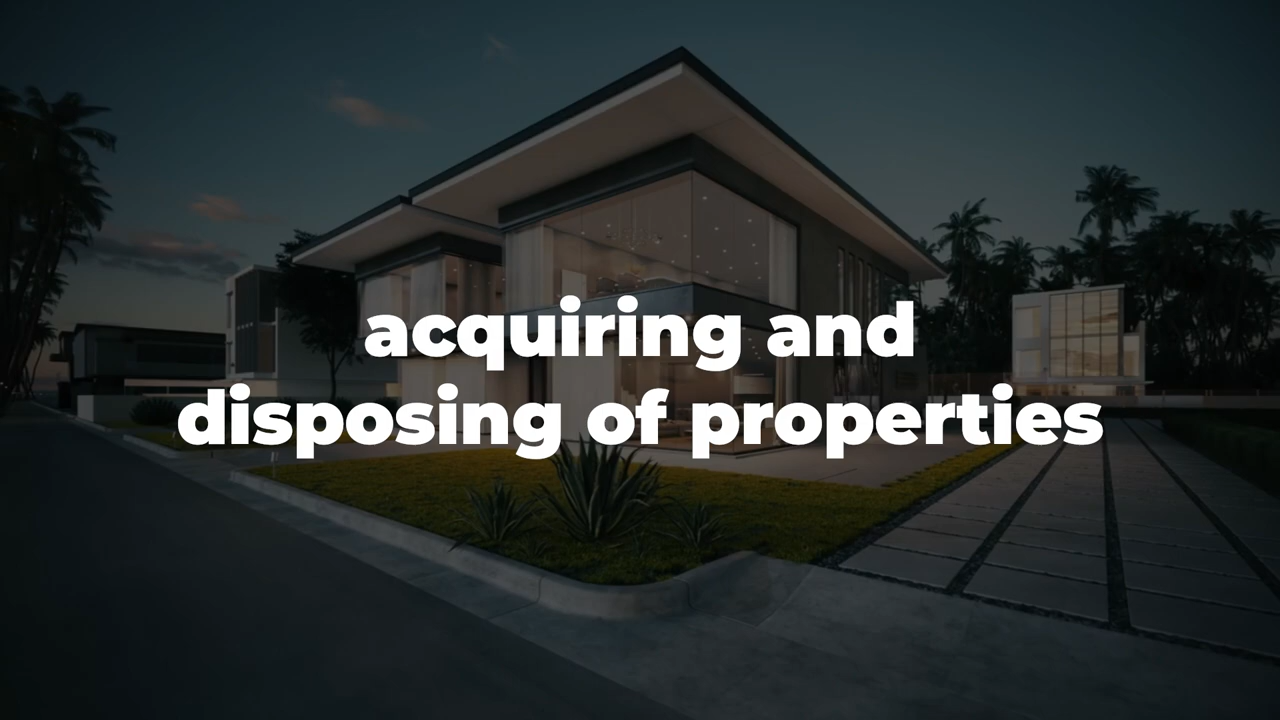 acquiring and
disposing of properties